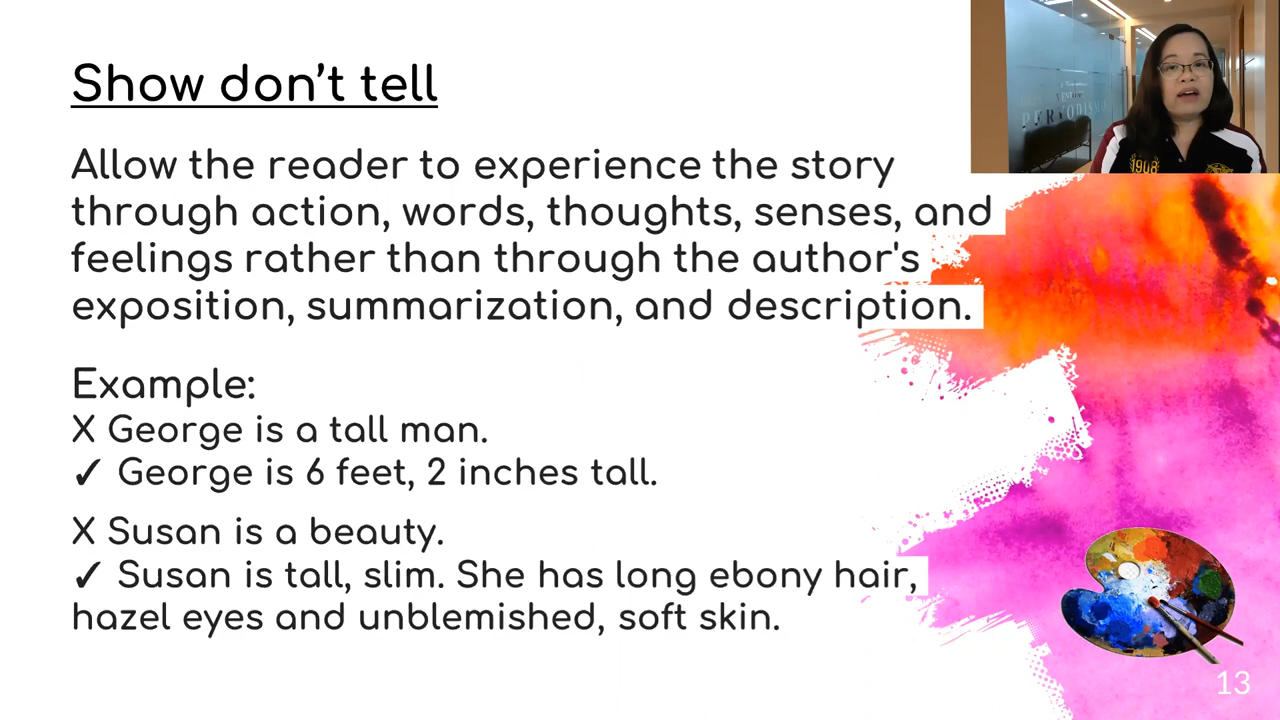 Show don’t tell
Allow the reader to experience the story
through action, words, thoughts, senses, and
feelings rather than through the author's
exposition, summarization, and description.
Example:
X George is a tall man.
✓ George is 6 feet, 2 inches tall.
X Susan is a beauty.
✓ Susan is tall, slim. She has long ebony hair,
hazel eyes and unblemished, soft skin.
1908
13